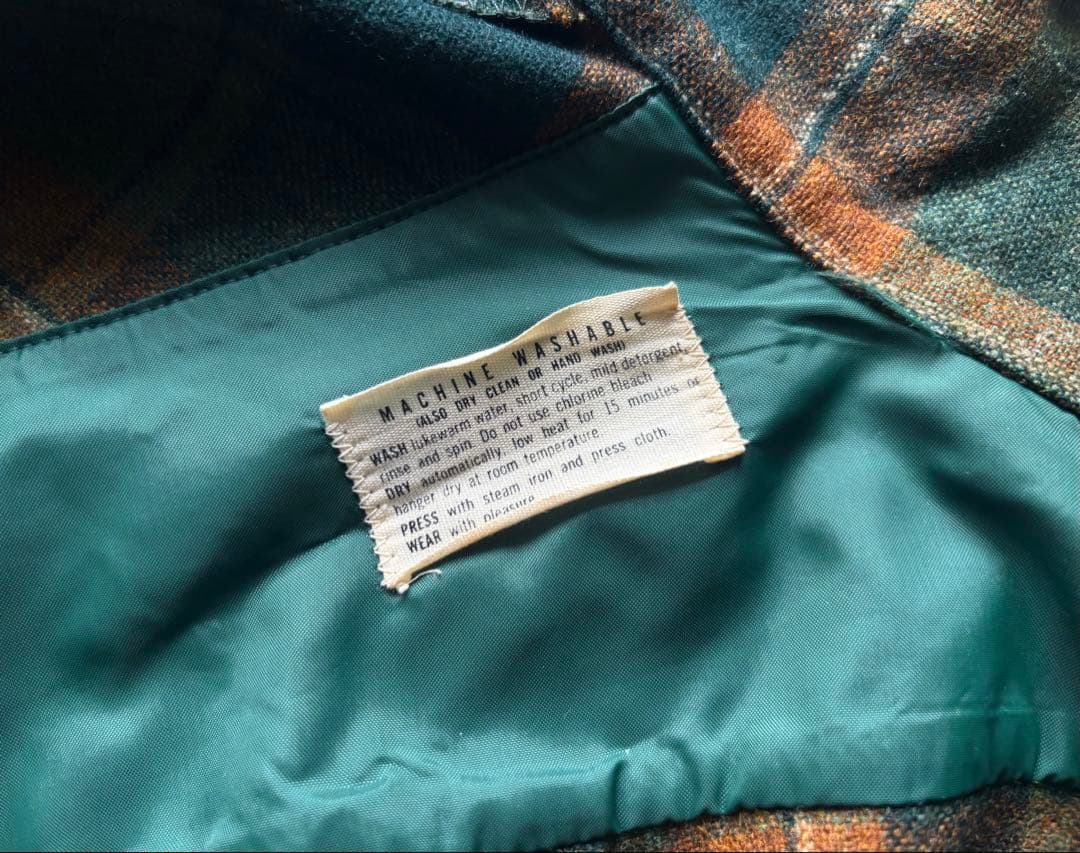 MACHINE WASHABLE
(ALSO DRY CLEAN OR HAND WASH)
WASH lukewarm water, short cycle, mild detergent,
rinse and spin. Do not use chlorine bleach
DRY automatically, low heat for 15 minutes or
hanger dry at room temperature.
PRESS with steam iron and press cloth.
WEAR with pleasure